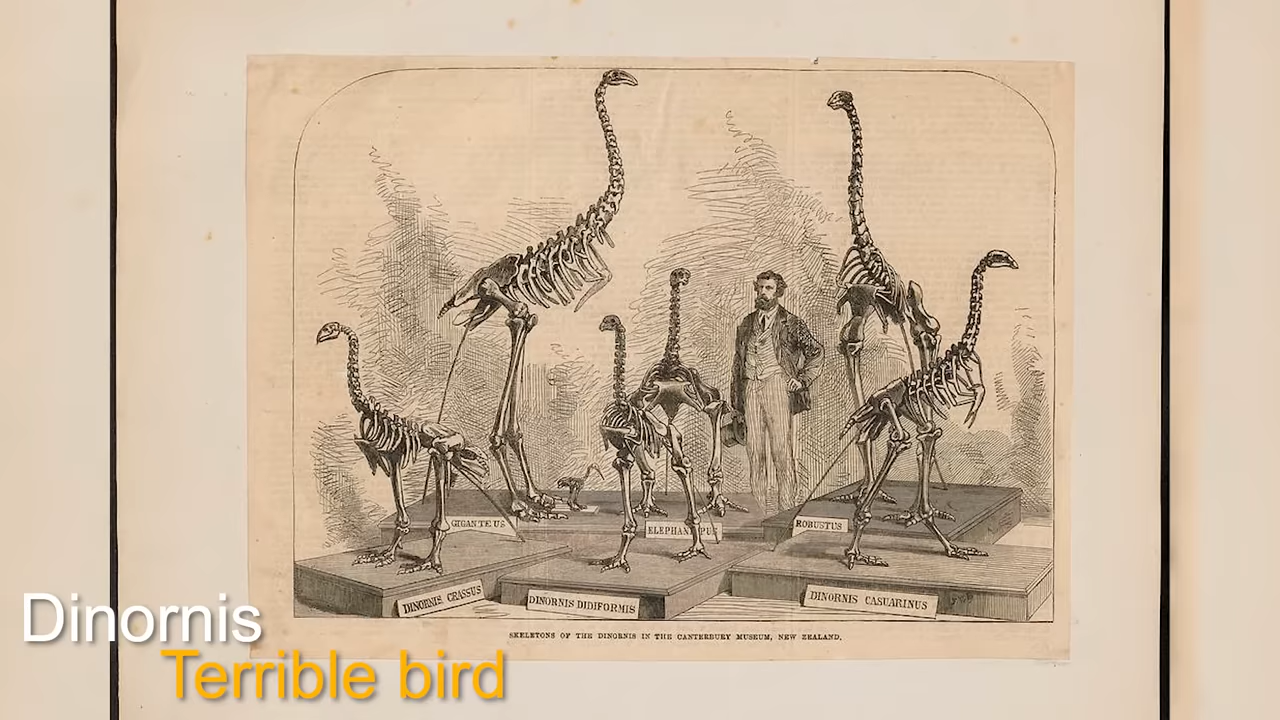 GIGANTEUS
ELEPHANTPUS
ROBUSTUS
DINORNIS CRASSUS
DINORNIS DIDIFORMIS
DINORNIS CASUARINUS
SKELETONS OF THE DINORNIS IN THE CANTERBURY MUSEUM, NEW ZEALAND.
Dinornis
Terrible bird